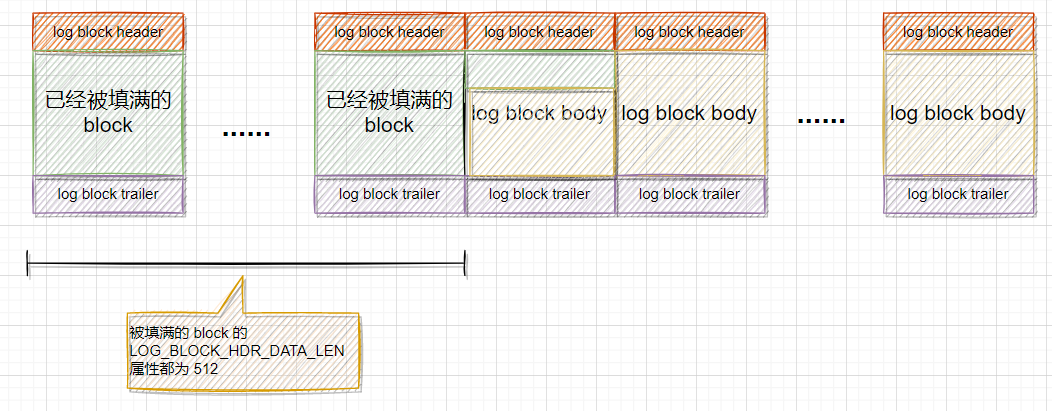 log block header
log block header
log block header
log block header
log block header
已经被填满的
block
……
已经被填满的
block
log block body
log block body
……
log block body
log block trailer
log block trailer
log block trailer
log block trailer
log block trailer
被填满的 block 的
LOG_BLOCK_HDR_DATA_LEN
属性都为 512